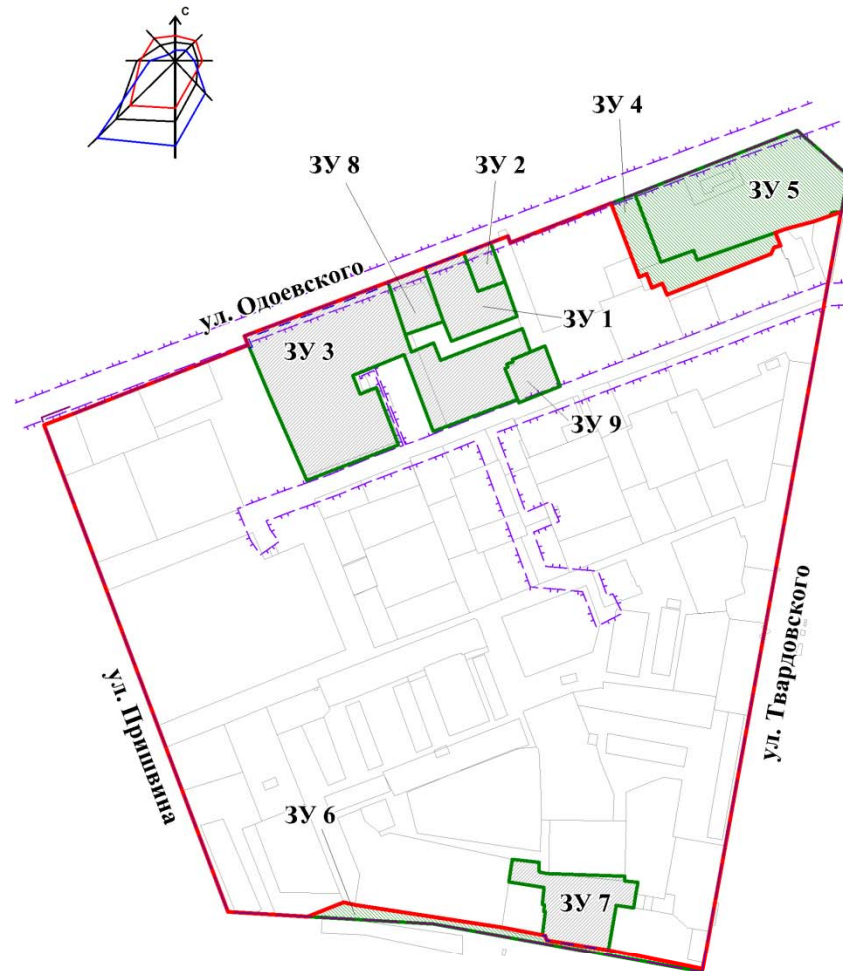 С
ЗУ 4
ЗУ 8
ЗУ 2
ЗУ 5
ул. Одоевского
ЗУ 1
ЗУ 3
ЗУ 9
ул. Твардовского
ул. Пришвина
ЗУ 6
ЗУ 7